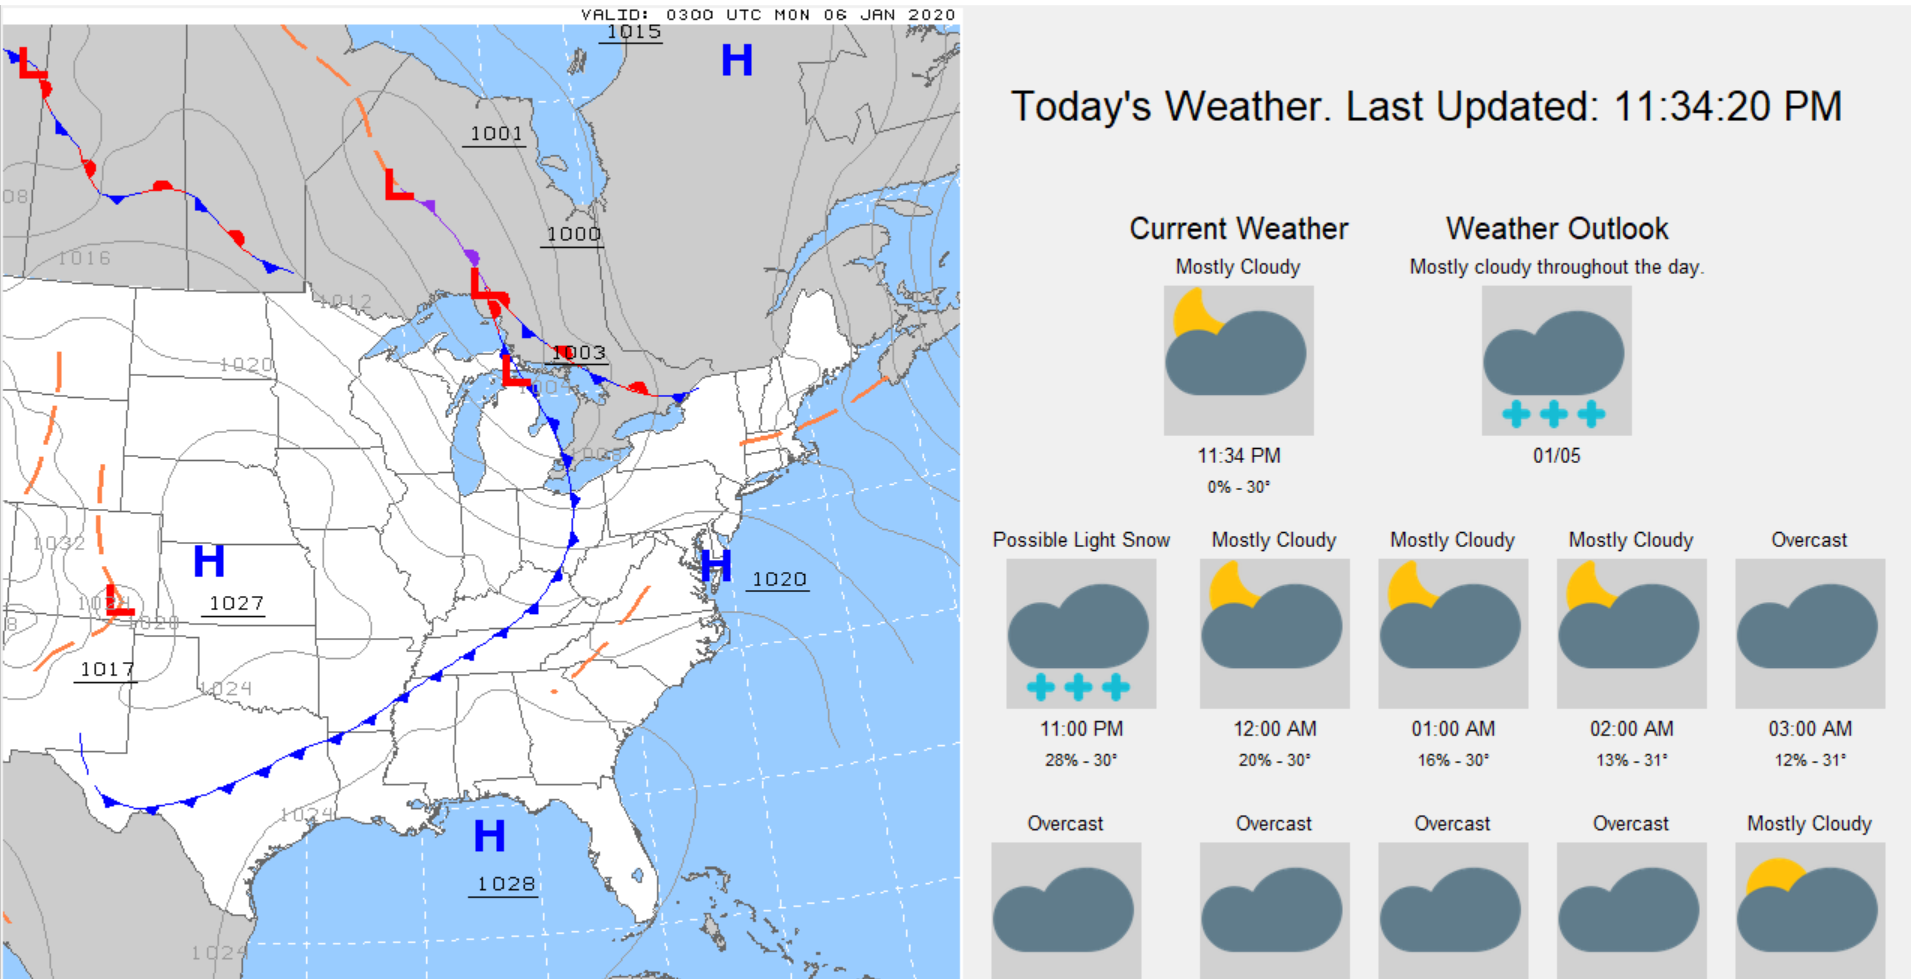 VALID: 0300 UTC MON 06 JAN 2020
1015
H
L
1001
L
08
1000
1016
L
1012
1003
1020
L
1004
1008
1032
H
H
1020
1024
L
1027
1028
8
1017
1024
1024
H
1028
1024
Today's Weather. Last Updated: 11:34:20 PM
Current Weather
Weather Outlook
Mostly Cloudy
Mostly cloudy throughout the day.
11:34 PM
01/05
0% - 30°
Possible Light Snow
Mostly Cloudy
Mostly Cloudy
Mostly Cloudy
Overcast
11:00 PM
12:00 AM
01:00 AM
02:00 AM
03:00 AM
28% - 30°
20% - 30°
16% - 30°
13% - 31°
12% - 31°
Overcast
Overcast
Overcast
Overcast
Mostly Cloudy